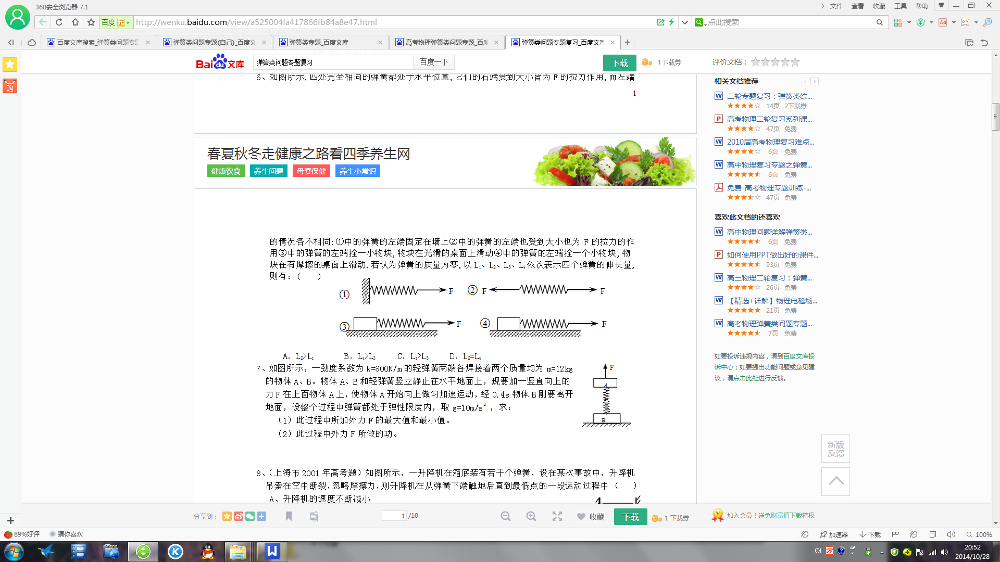 360安全浏览器 7.1
文件 查看 收藏 工具 帮助
百度 证 http://wenku.baidu.com/view/a525004fa417866fb84a8e47.html
点此搜索
百度文库搜索_弹簧类问题专题
弹簧类问题专题(自己)_百度文
弹簧类专题_百度文库
高考物理弹簧类问题专题_百度
弹簧类问题专题复习_百度文库
Bai du 文库
弹簧类问题专题复习
百度一下
下载
1下载券
评价文档：
购
6、如图所示,四处完全相同的弹簧都处于水平位置,它们的右端受到大小皆为 F 的拉力作用,而左端
1
春夏秋冬走健康之路看四季养生网
健康饮食 养生问题 母婴保健 养生小常识
的情况各不相同:①中的弹簧的左端固定在墙上②中的弹簧的左端也受到大小也为 F 的拉力的作
用③中的弹簧的左端拴一小物块,物块在光滑的桌面上滑动④中的弹簧的左端拴一个小物块,物
块在有摩擦的桌面上滑动.若认为弹簧的质量为零,以 L₁、L₂、L₃、L₄依次表示四个弹簧的伸长量,
则有:( )
① F ② F F
③ F ④ F
A. L₂>L₁ B. L₄>L₃ C. L₁>L₃ D. L₂=L₄
7、如图所示，一劲度系数为 k=800N/m 的轻弹簧两端各焊接着两个质量均为 m=12kg
的物体 A、B。物体 A、B 和轻弹簧竖立静止在水平地面上，现要加一竖直向上的
力 F 在上面物体 A 上，使物体 A 开始向上做匀加速运动，经 0.4s 物体 B 刚要离开
地面，设整个过程中弹簧都处于弹性限度内，取 g=10m/s² ，求：
（1）此过程中所加外力 F 的最大值和最小值。
（2）此过程中外力 F 所做的功。
F
A
B
8、（上海市 2001 年高考题）如图所示，一升降机在箱底装有若干个弹簧，设在某次事故中，升降机
吊索在空中断裂，忽略摩擦力，则升降机在从弹簧下端触地后直到最低点的一段运动过程中 （ ）
A、升降机的速度不断减小
相关文档推荐
二轮专题复习：弹簧类综...
14页 2下载券
高考物理二轮复习系列课...
47页 免费
2010届高考物理复习难点...
6页 免费
高中物理复习专题之弹簧...
6页 免费
免费-高考物理专题训练-...
47页 免费
喜欢此文档的还喜欢
高中物理问题详解弹簧类...
6页 免费
如何使用PPT做出好的课件...
93页 免费
高三物理二轮复习：弹簧...
26页 免费
【精选+详解】物理电磁场...
21页 免费
高考物理弹簧类问题专题...
7页 免费
如要投诉违规内容，请到百度文库投
诉中心；如要提出功能问题或意见建
议，请点击此处进行反馈。
新版
反馈
分享到：
1 /10
收藏
下载
1 下载券
加入会员！送免财富值下载特权
89%好评
猜你喜欢
加速器
下载
100%
CH
20:52
2014/10/28